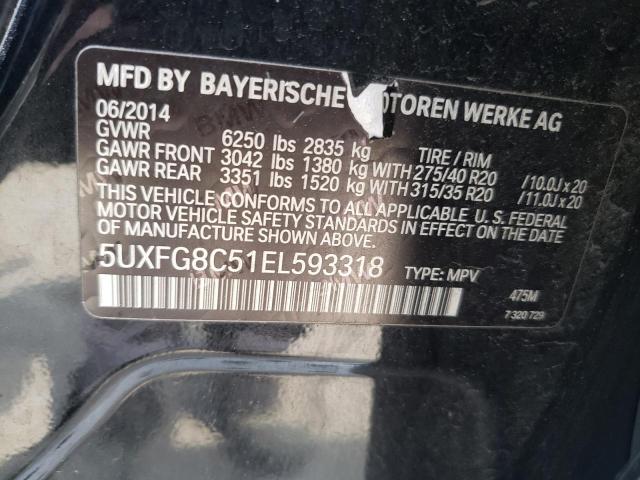 MFD BY BAYERISCHE OTOREN WERKE AG
06/2014
GVWR 6250 lbs 2835 kg TIRE / RIM
GAWR FRONT 3042 lbs 1380 kg WITH 275/40 R20 /10.0J x 20
GAWR REAR 3351 lbs 1520 kg WITH 315/35 R20 /11.0J x 20
THIS VEHICLE CONFORMS TO ALL APPLICABLE U. S. FEDERAL
MOTOR VEHICLE SAFETY STANDARDS IN EFFECT ON THE DATE
OF MANUFACTURE SHOWN ABOVE.
5UXFG8C51EL593318 TYPE: MPV
475M
7 320 729